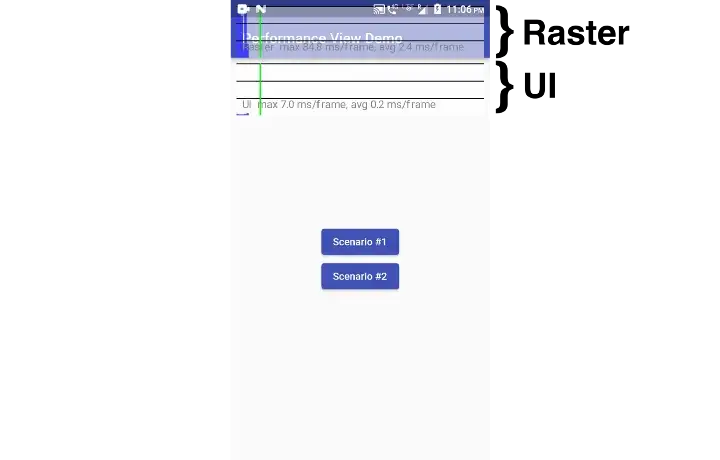 11:06 PM
Performance View Demo
Raster max 84.8 ms/frame, avg 2.4 ms/frame
UI max 7.0 ms/frame, avg 0.2 ms/frame
Raster
UI
Scenario #1
Scenario #2